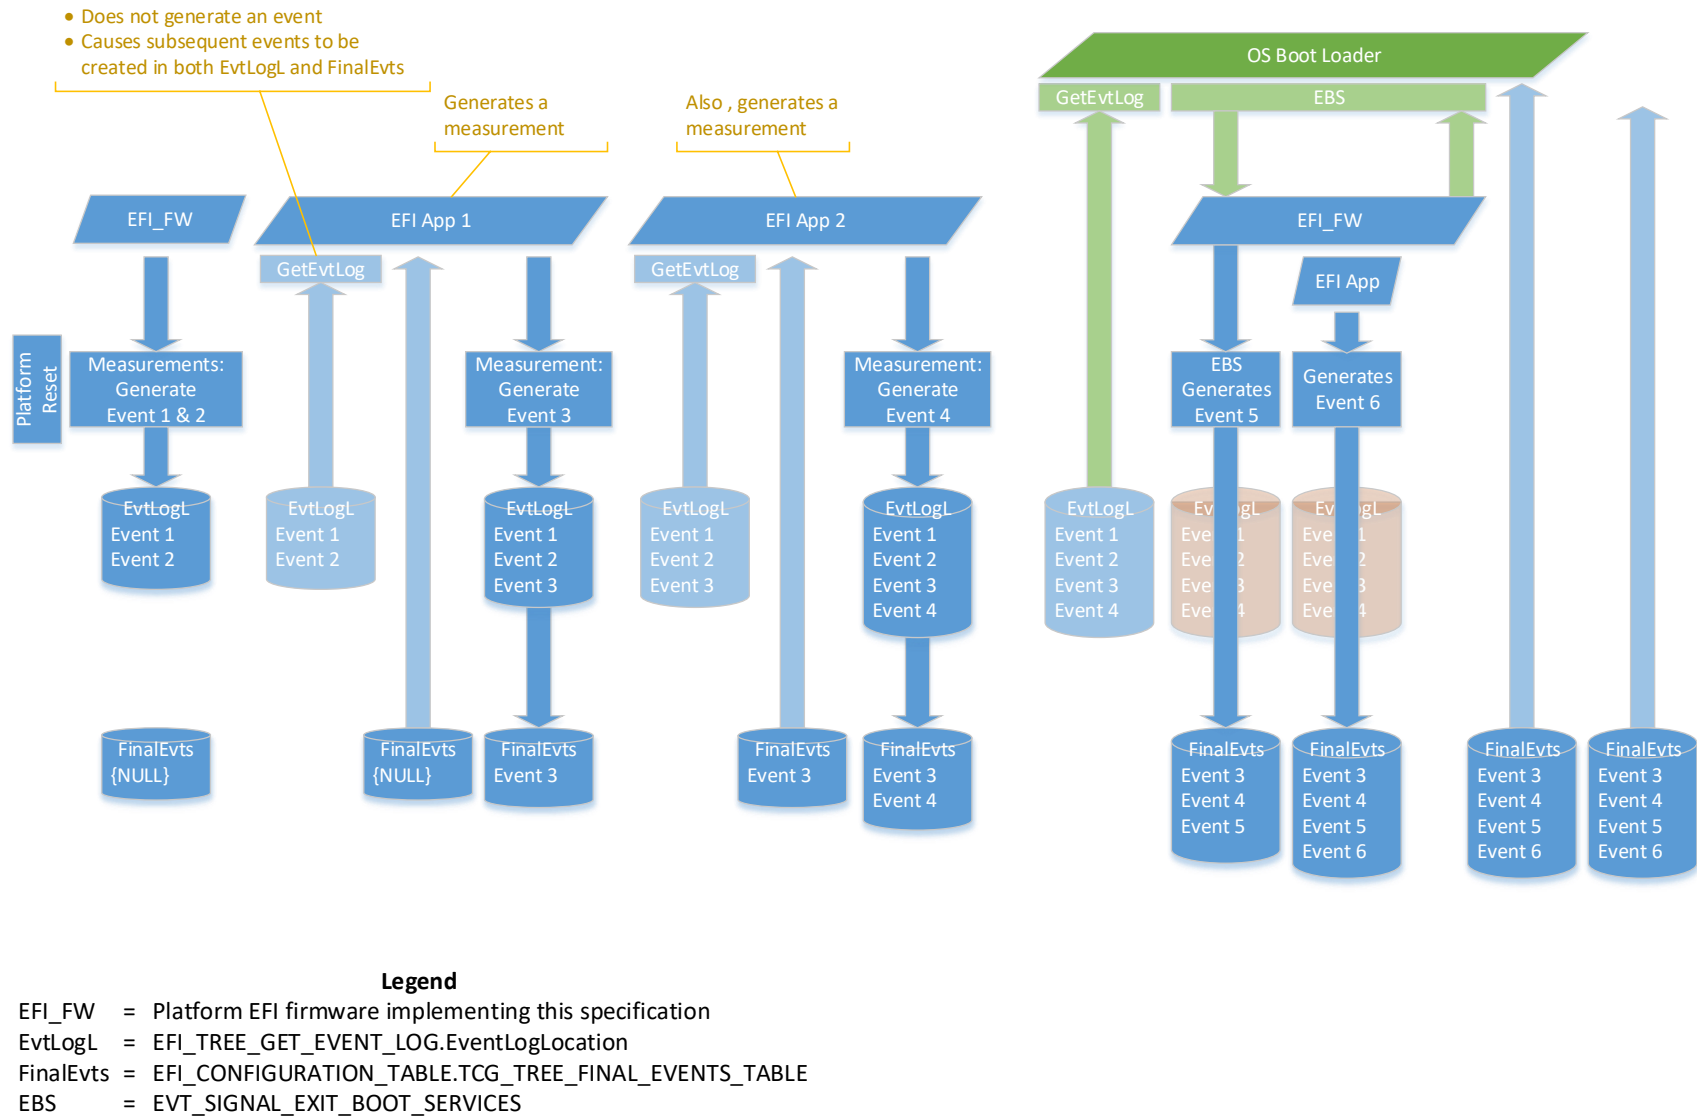 • Does not generate an event
• Causes subsequent events to be
created in both EvtLogL and FinalEvts
Generates a
measurement
Also , generates a
measurement
OS Boot Loader
GetEvtLog
EBS
EFI_FW
EFI App 1
EFI App 2
EFI_FW
GetEvtLog
GetEvtLog
EFI App
Platform
Reset
Measurements:
Generate
Event 1 & 2
Measurement:
Generate
Event 3
Measurement:
Generate
Event 4
EBS
Generates
Event 5
Generates
Event 6
EvtLogL
Event 1
Event 2
EvtLogL
Event 1
Event 2
EvtLogL
Event 1
Event 2
Event 3
EvtLogL
Event 1
Event 2
Event 3
EvtLogL
Event 1
Event 2
Event 3
Event 4
EvtLogL
Event 1
Event 2
Event 3
Event 4
FinalEvts
{NULL}
FinalEvts
{NULL}
FinalEvts
Event 3
FinalEvts
Event 3
FinalEvts
Event 3
Event 4
FinalEvts
Event 3
Event 4
Event 5
FinalEvts
Event 3
Event 4
Event 5
Event 6
FinalEvts
Event 3
Event 4
Event 5
Event 6
FinalEvts
Event 3
Event 4
Event 5
Event 6
Legend
EFI_FW = Platform EFI firmware implementing this specification
EvtLogL = EFI_TREE_GET_EVENT_LOG.EventLogLocation
FinalEvts = EFI_CONFIGURATION_TABLE.TCG_TREE_FINAL_EVENTS_TABLE
EBS = EVT_SIGNAL_EXIT_BOOT_SERVICES